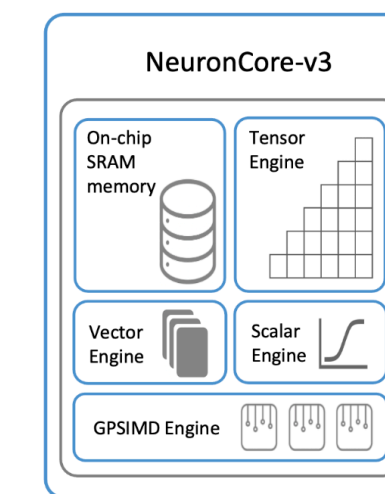 NeuronCore-v3
On-chip
SRAM
memory
Tensor
Engine
Vector
Engine
Scalar
Engine
GPSIMD Engine